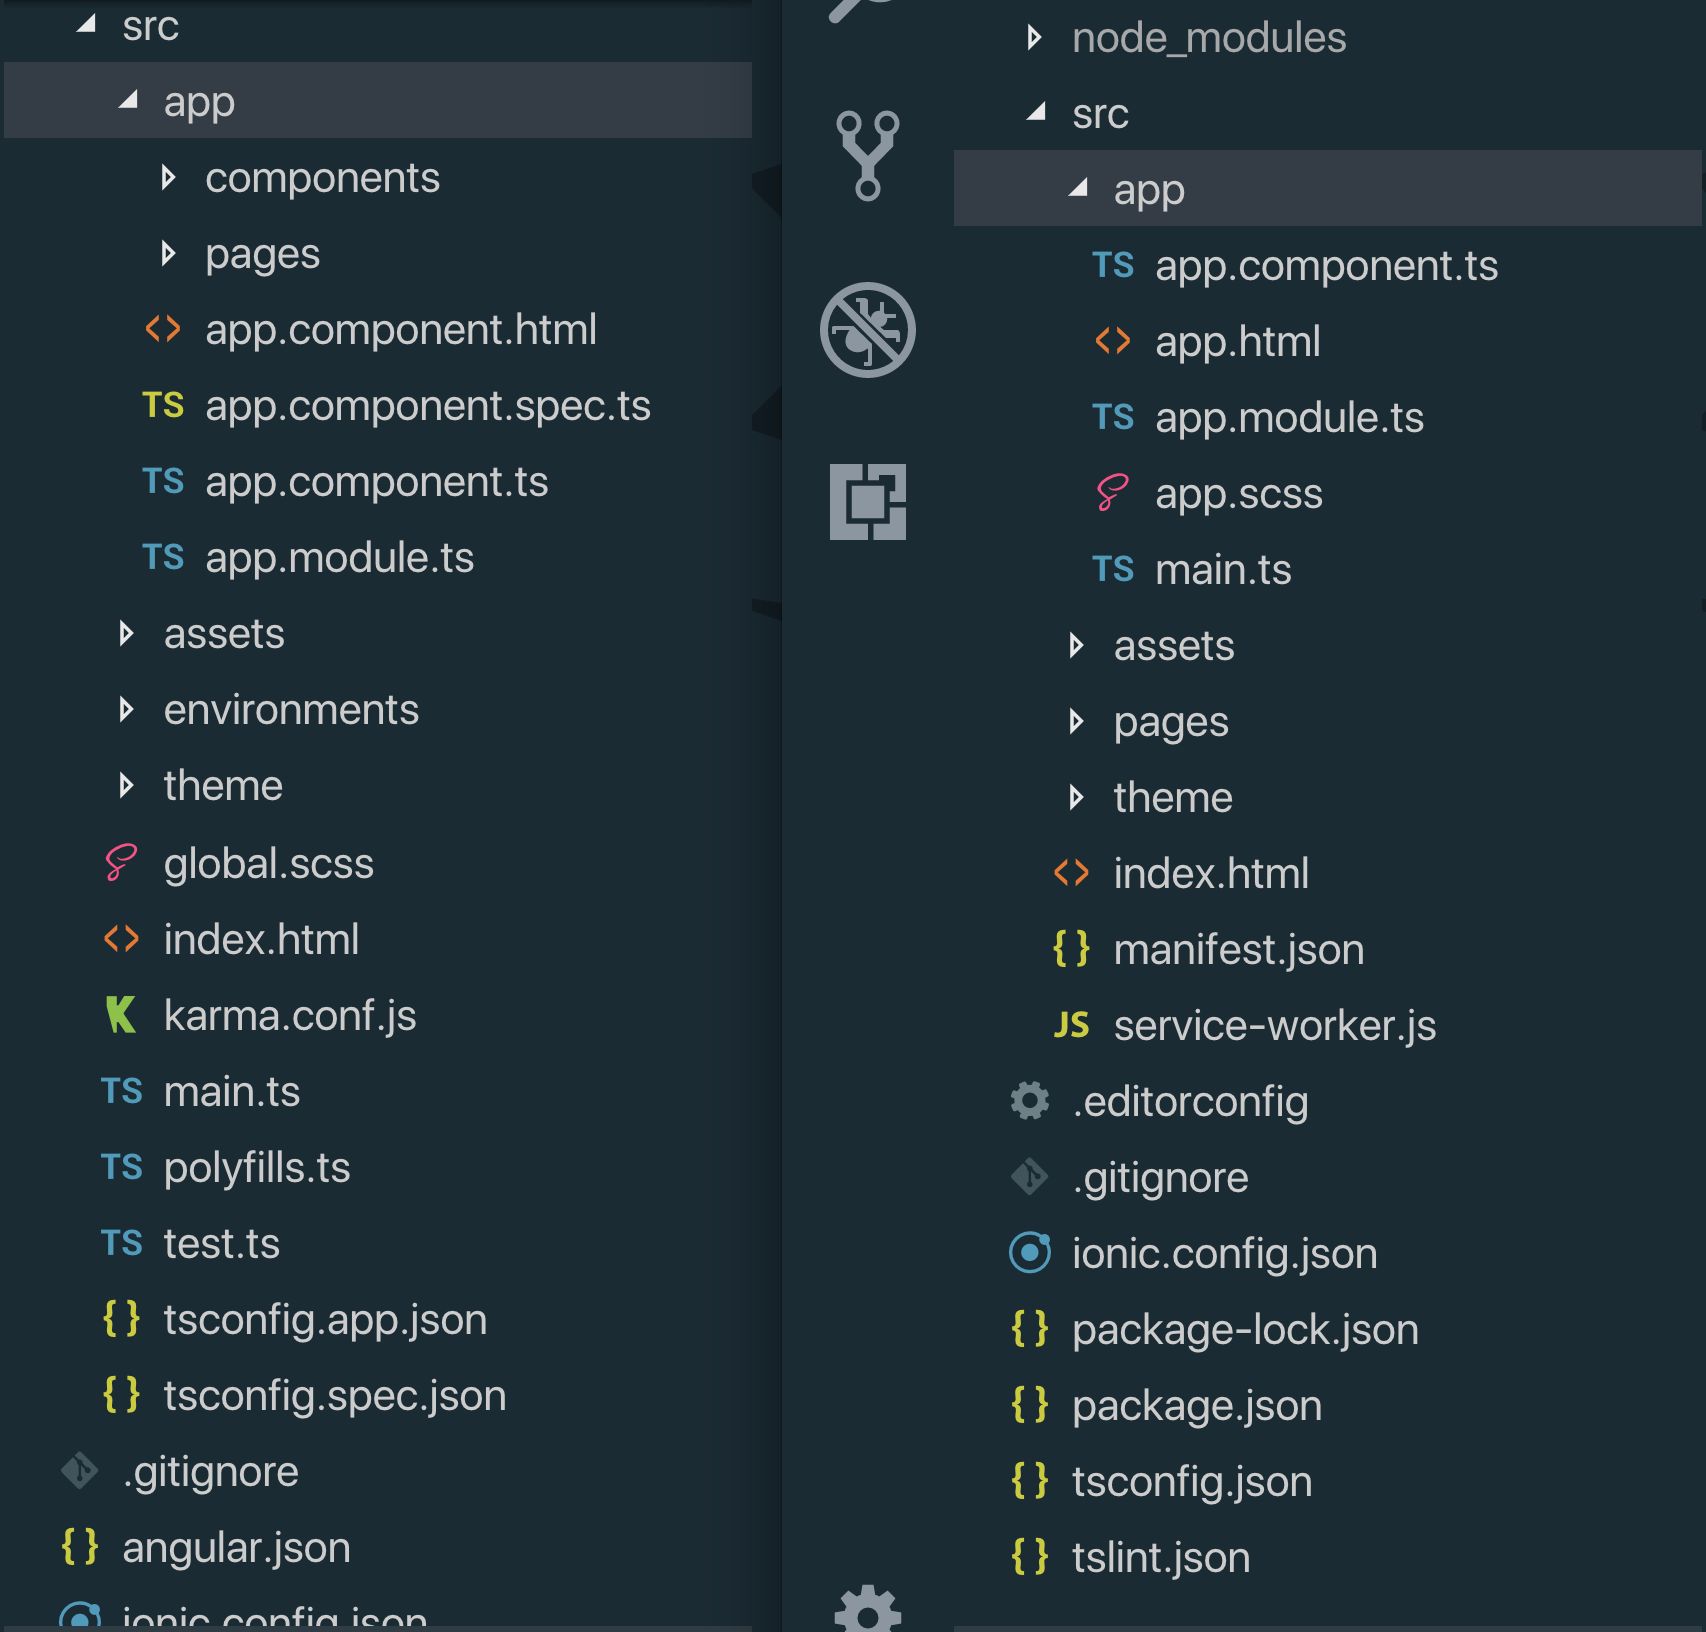 src
app
components
pages
<> app.component.html
TS app.component.spec.ts
TS app.component.ts
TS app.module.ts
assets
environments
theme
global.scss
<> index.html
K karma.conf.js
TS main.ts
TS polyfills.ts
TS test.ts
{} tsconfig.app.json
{} tsconfig.spec.json
.gitignore
{} angular.json
ionic.config.json
node_modules
src
app
TS app.component.ts
<> app.html
TS app.module.ts
app.scss
TS main.ts
assets
pages
theme
<> index.html
{} manifest.json
JS service-worker.js
.editorconfig
.gitignore
ionic.config.json
{} package-lock.json
{} package.json
{} tsconfig.json
{} tslint.json